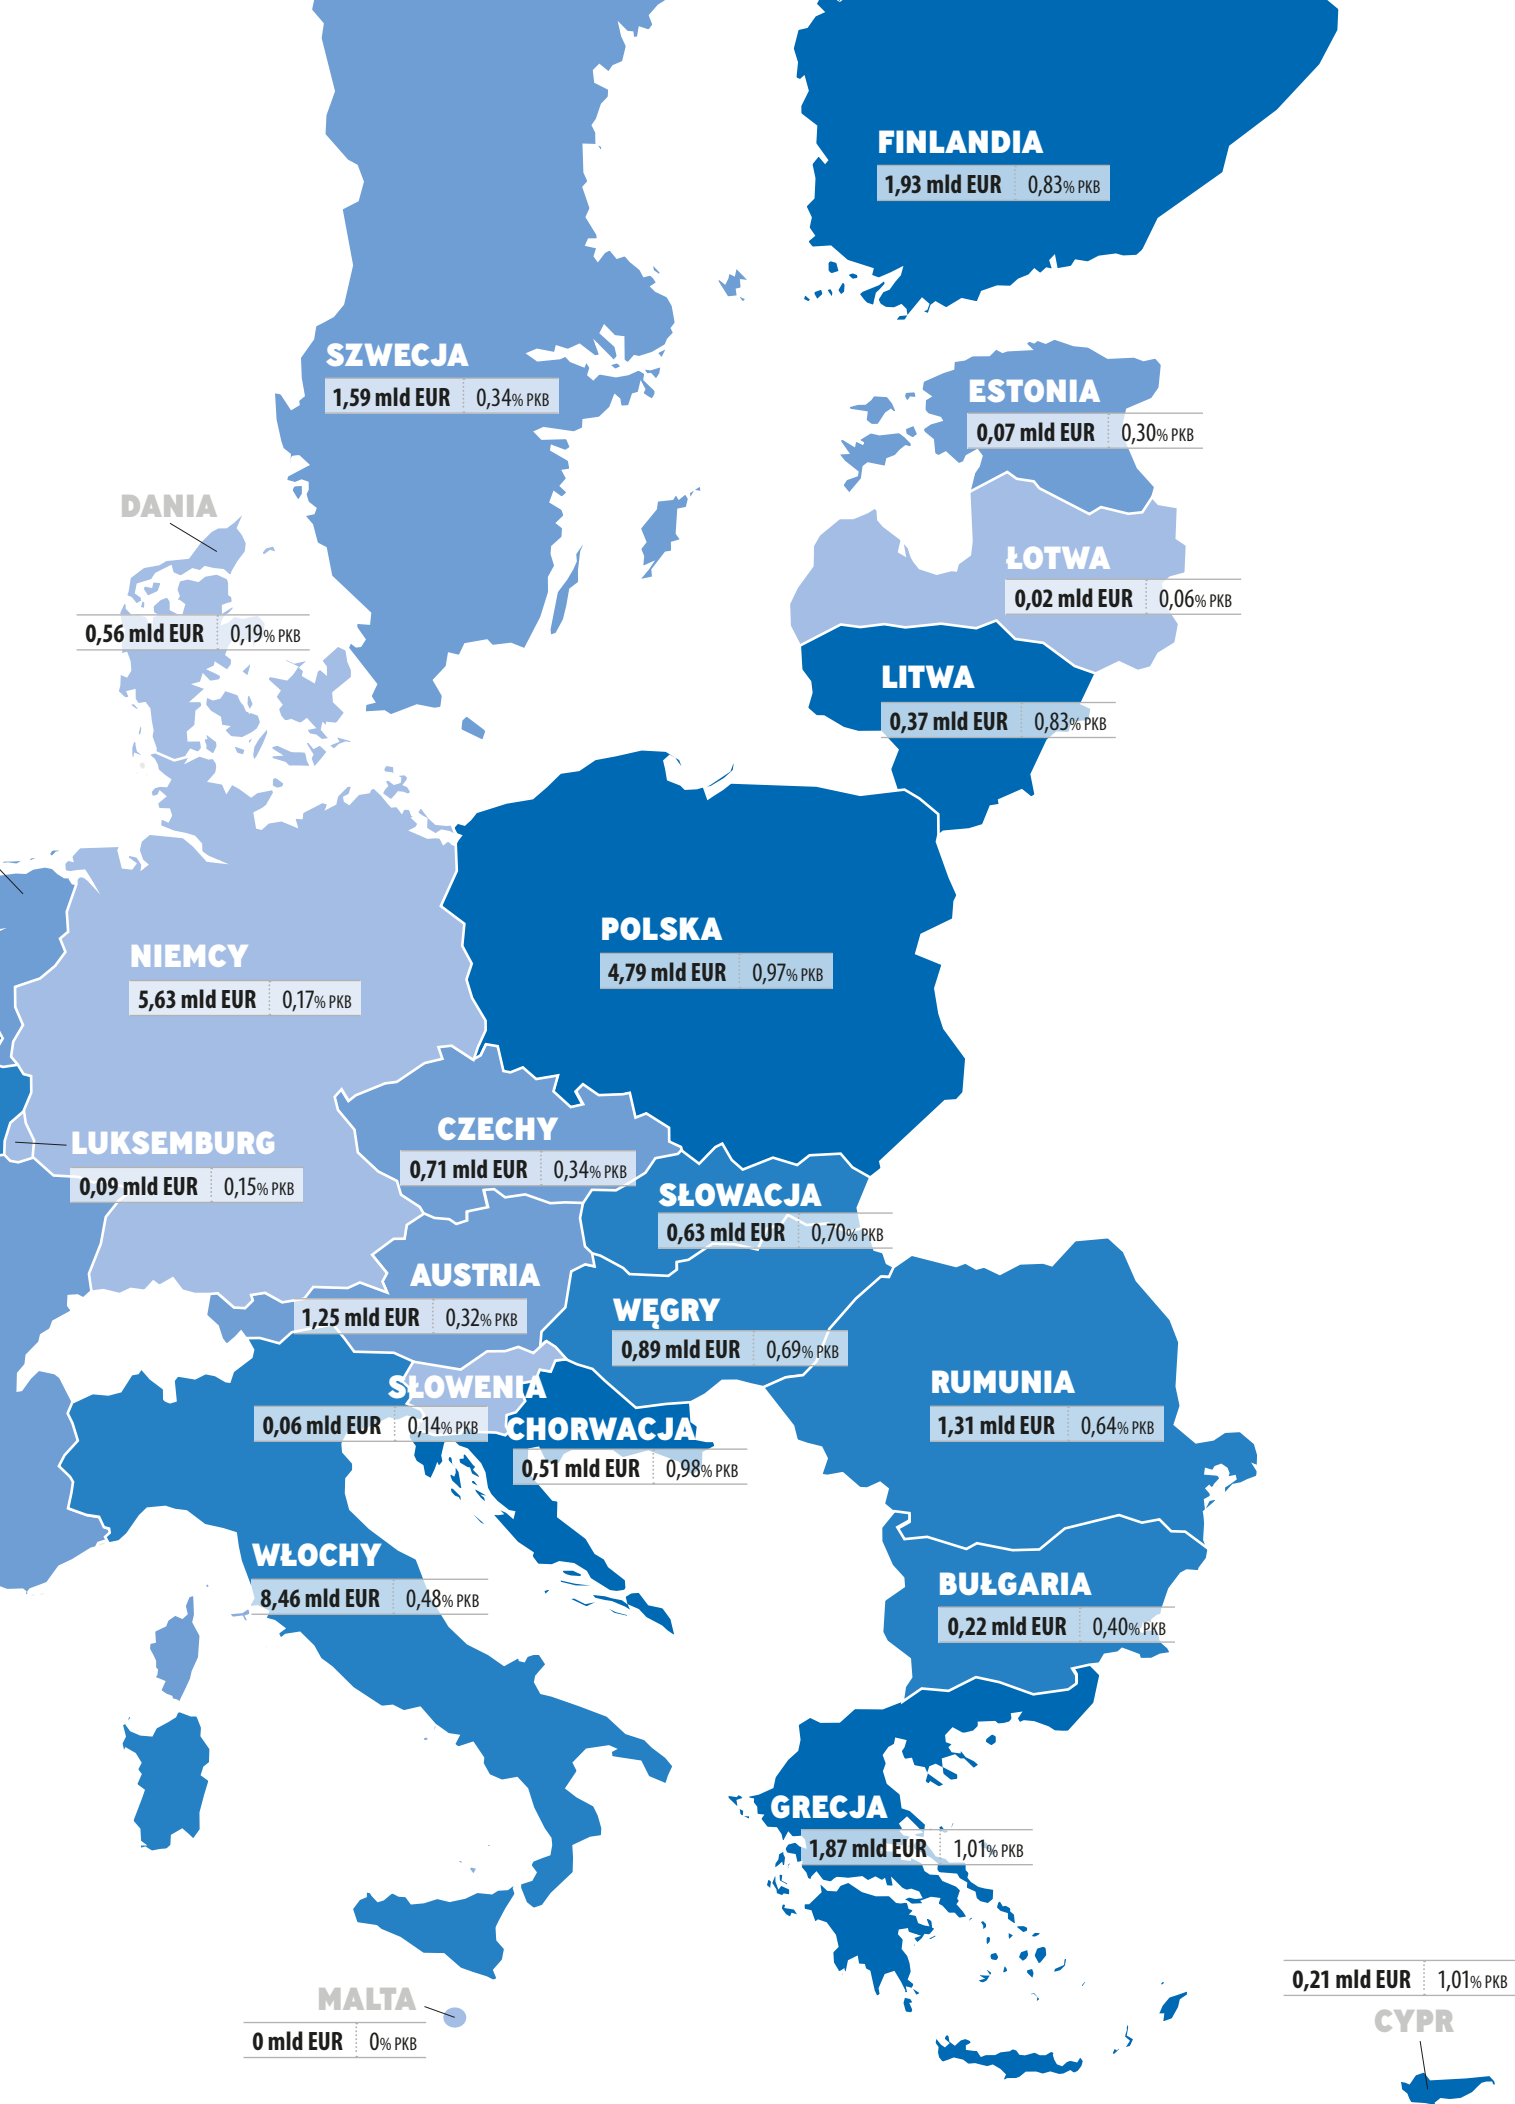 FINLANDIA
1,93 mld EUR 0,83% PKB
SZWECJA
1,59 mld EUR 0,34% PKB
ESTONIA
0,07 mld EUR 0,30% PKB
DANIA
0,56 mld EUR 0,19% PKB
ŁOTWA
0,02 mld EUR 0,06% PKB
LITWA
0,37 mld EUR 0,83% PKB
POLSKA
4,79 mld EUR 0,97% PKB
NIEMCY
5,63 mld EUR 0,17% PKB
CZECHY
0,71 mld EUR 0,34% PKB
LUKSEMBURG
0,09 mld EUR 0,15% PKB
SŁOWACJA
0,63 mld EUR 0,70% PKB
AUSTRIA
1,25 mld EUR 0,32% PKB
WĘGRY
0,89 mld EUR 0,69% PKB
RUMUNIA
1,31 mld EUR 0,64% PKB
SŁOWENIA
0,06 mld EUR 0,14% PKB
CHORWACJA
0,51 mld EUR 0,98% PKB
WŁOCHY
8,46 mld EUR 0,48% PKB
BUŁGARIA
0,22 mld EUR 0,40% PKB
GRECJA
1,87 mld EUR 1,01% PKB
MALTA
0 mld EUR 0% PKB
0,21 mld EUR 1,01% PKB
CYPR